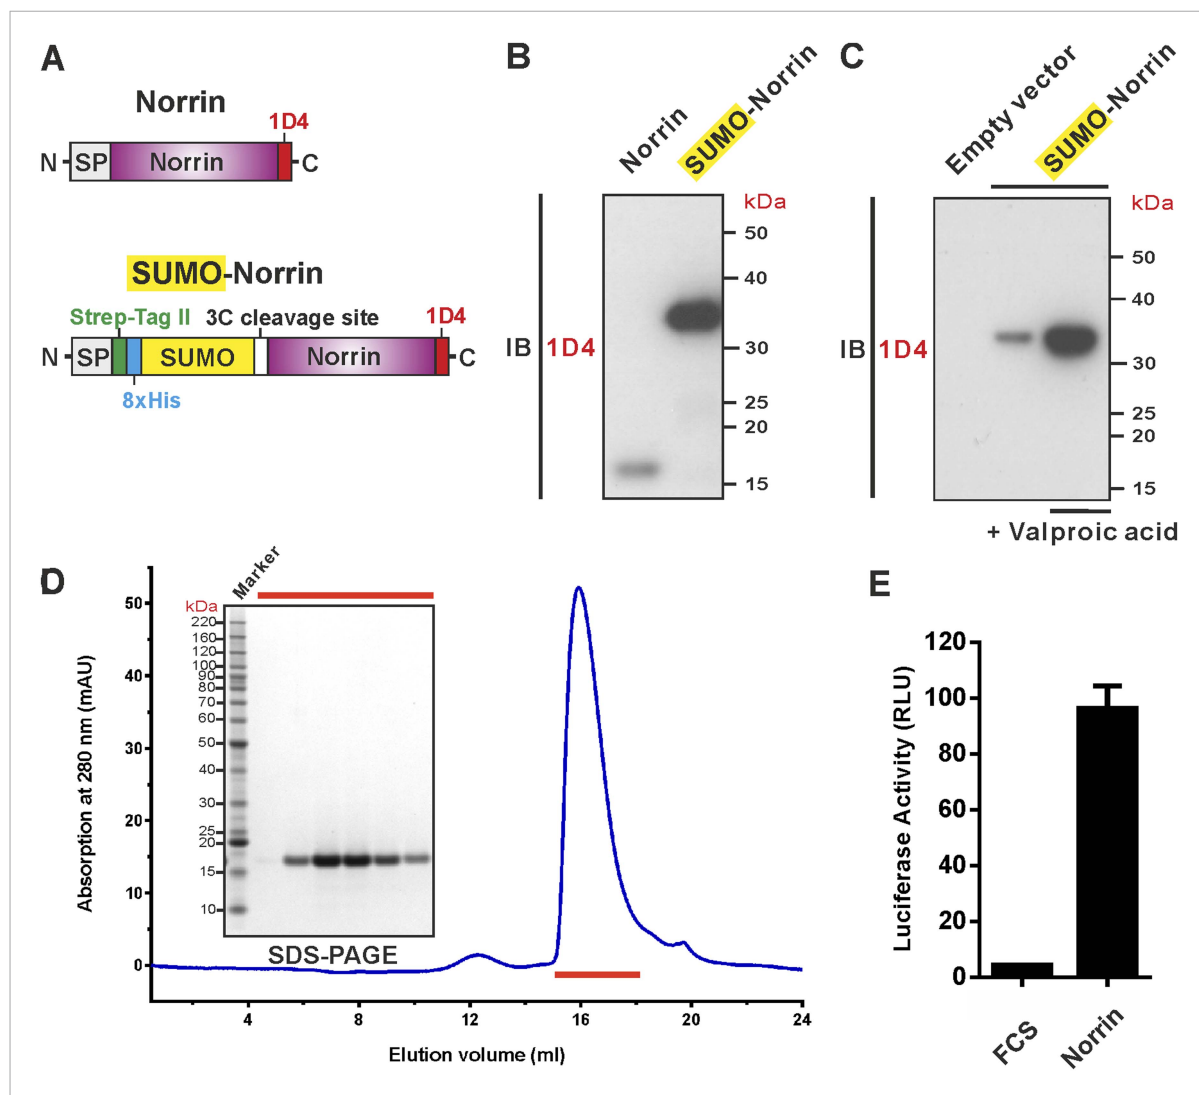 A
Norrin
1D4
N SP Norrin C
SUMO-Norrin
Strep-Tag II 3C cleavage site 1D4
N SP SUMO Norrin C
8xHis
B
Norrin
SUMO-Norrin
kDa
50
40
30
25
20
15
IB 1D4
C
Empty vector
SUMO-Norrin
kDa
50
40
30
25
20
15
IB 1D4
+ Valproic acid
D
Marker
kDa
220
160
120
100
90
80
70
60
50
40
30
25
20
15
10
SDS-PAGE
Absorption at 280 nm (mAU)
50
40
30
20
10
0
4 8 12 16 20 24
Elution volume (ml)
E
Luciferase Activity (RLU)
120
100
80
60
40
20
0
FCS
Norrin